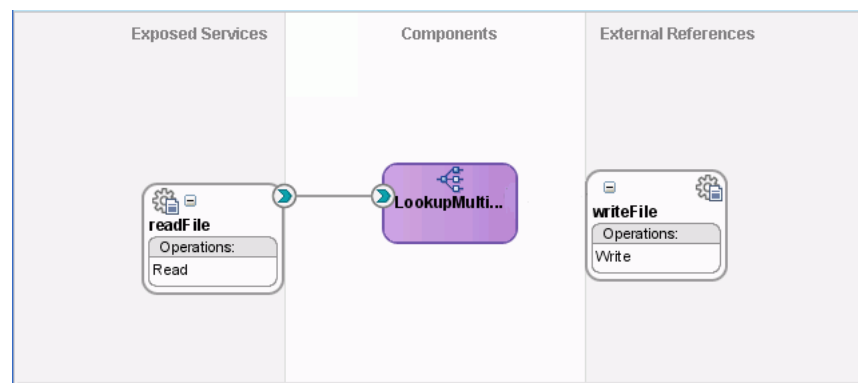 Exposed Services
Components
External References
readFile
Operations:
Read
LookupMulti...
writeFile
Operations:
Write